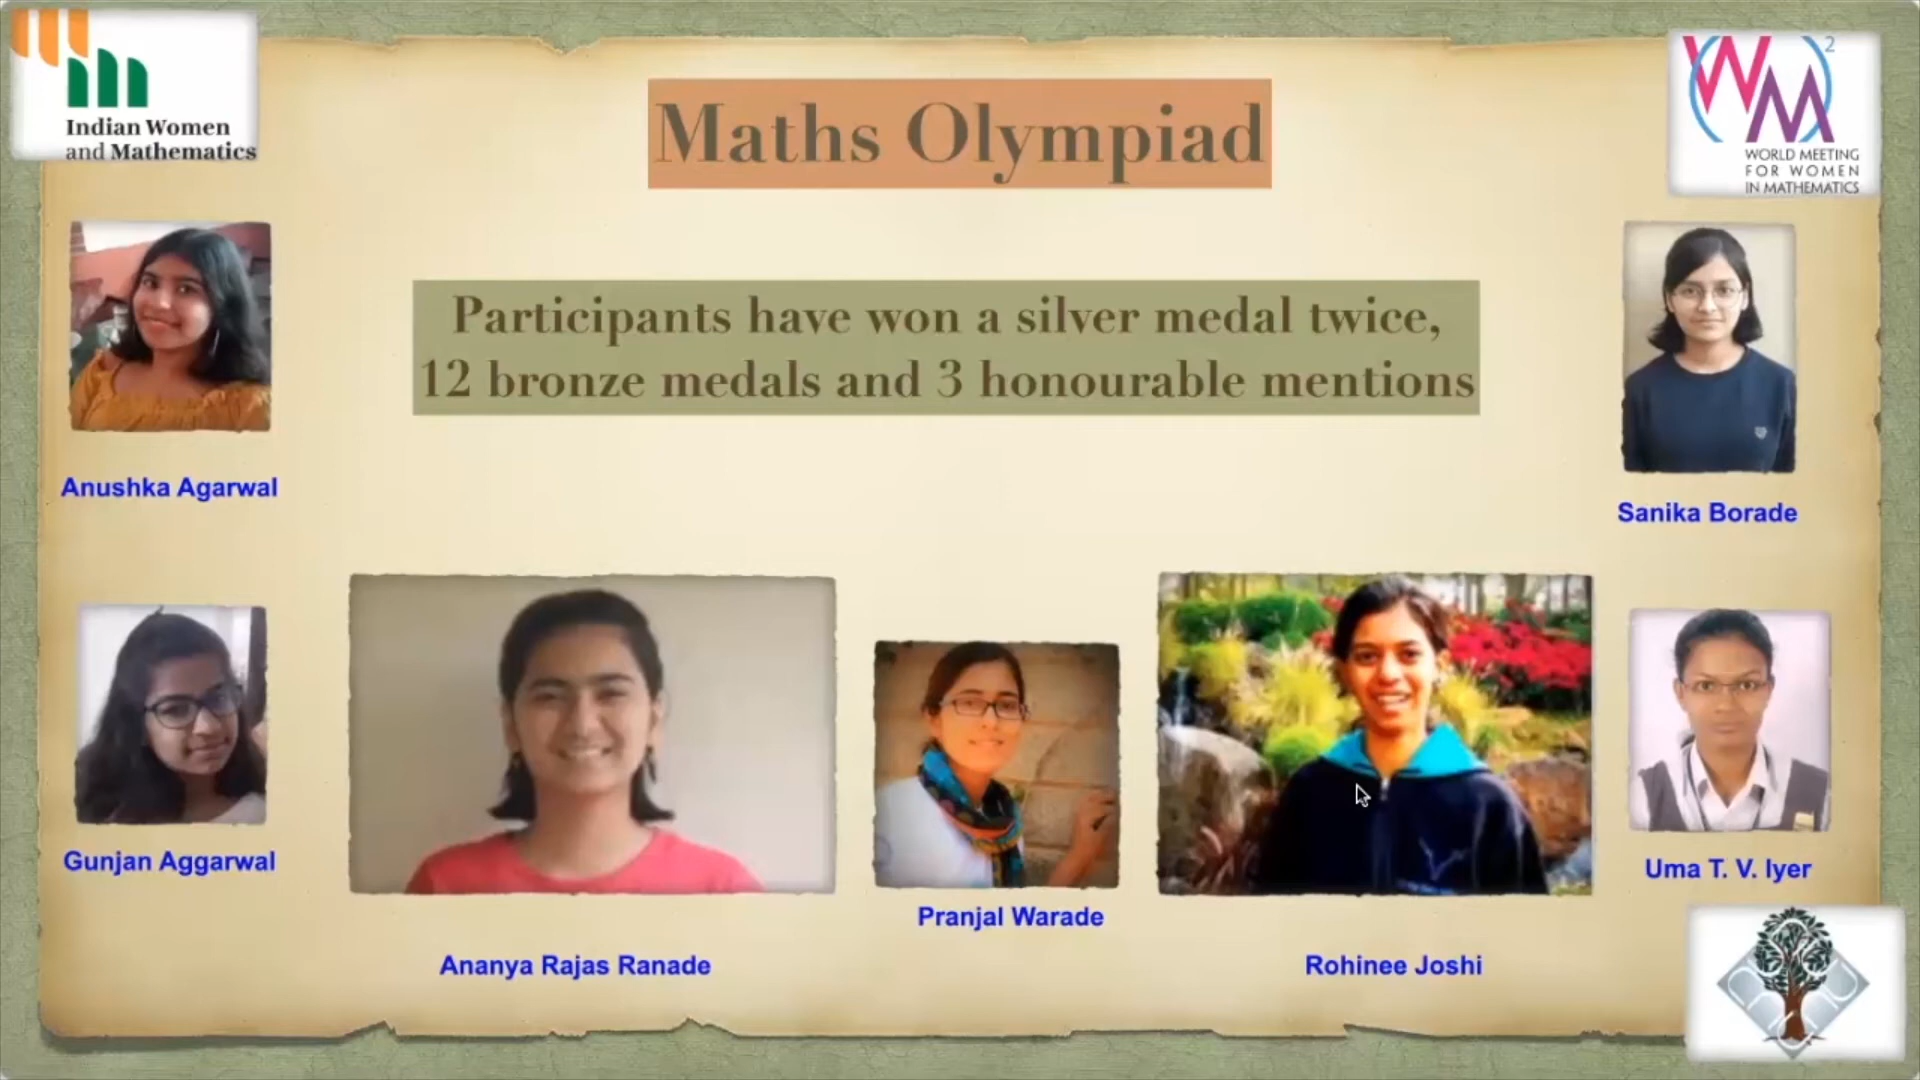 Indian Women
and Mathematics
Maths Olympiad
(WM)²
WORLD MEETING
FOR WOMEN
IN MATHEMATICS
Participants have won a silver medal twice,
12 bronze medals and 3 honourable mentions
Anushka Agarwal
Sanika Borade
Gunjan Aggarwal
Uma T. V. Iyer
Pranjal Warade
Ananya Rajas Ranade
Rohinee Joshi